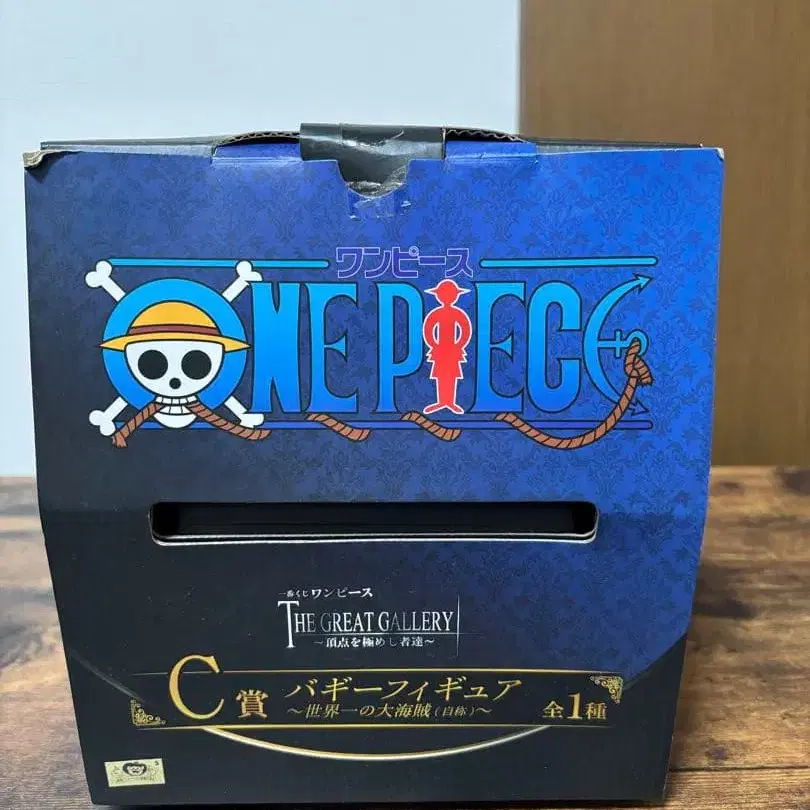 ワンピース
ONE PIECE
一番くじ ワンピース
THE GREAT GALLERY
～頂点を極めし者達～
C賞 バギーフィギュア
～世界一の大海賊(自称)～ 全1種